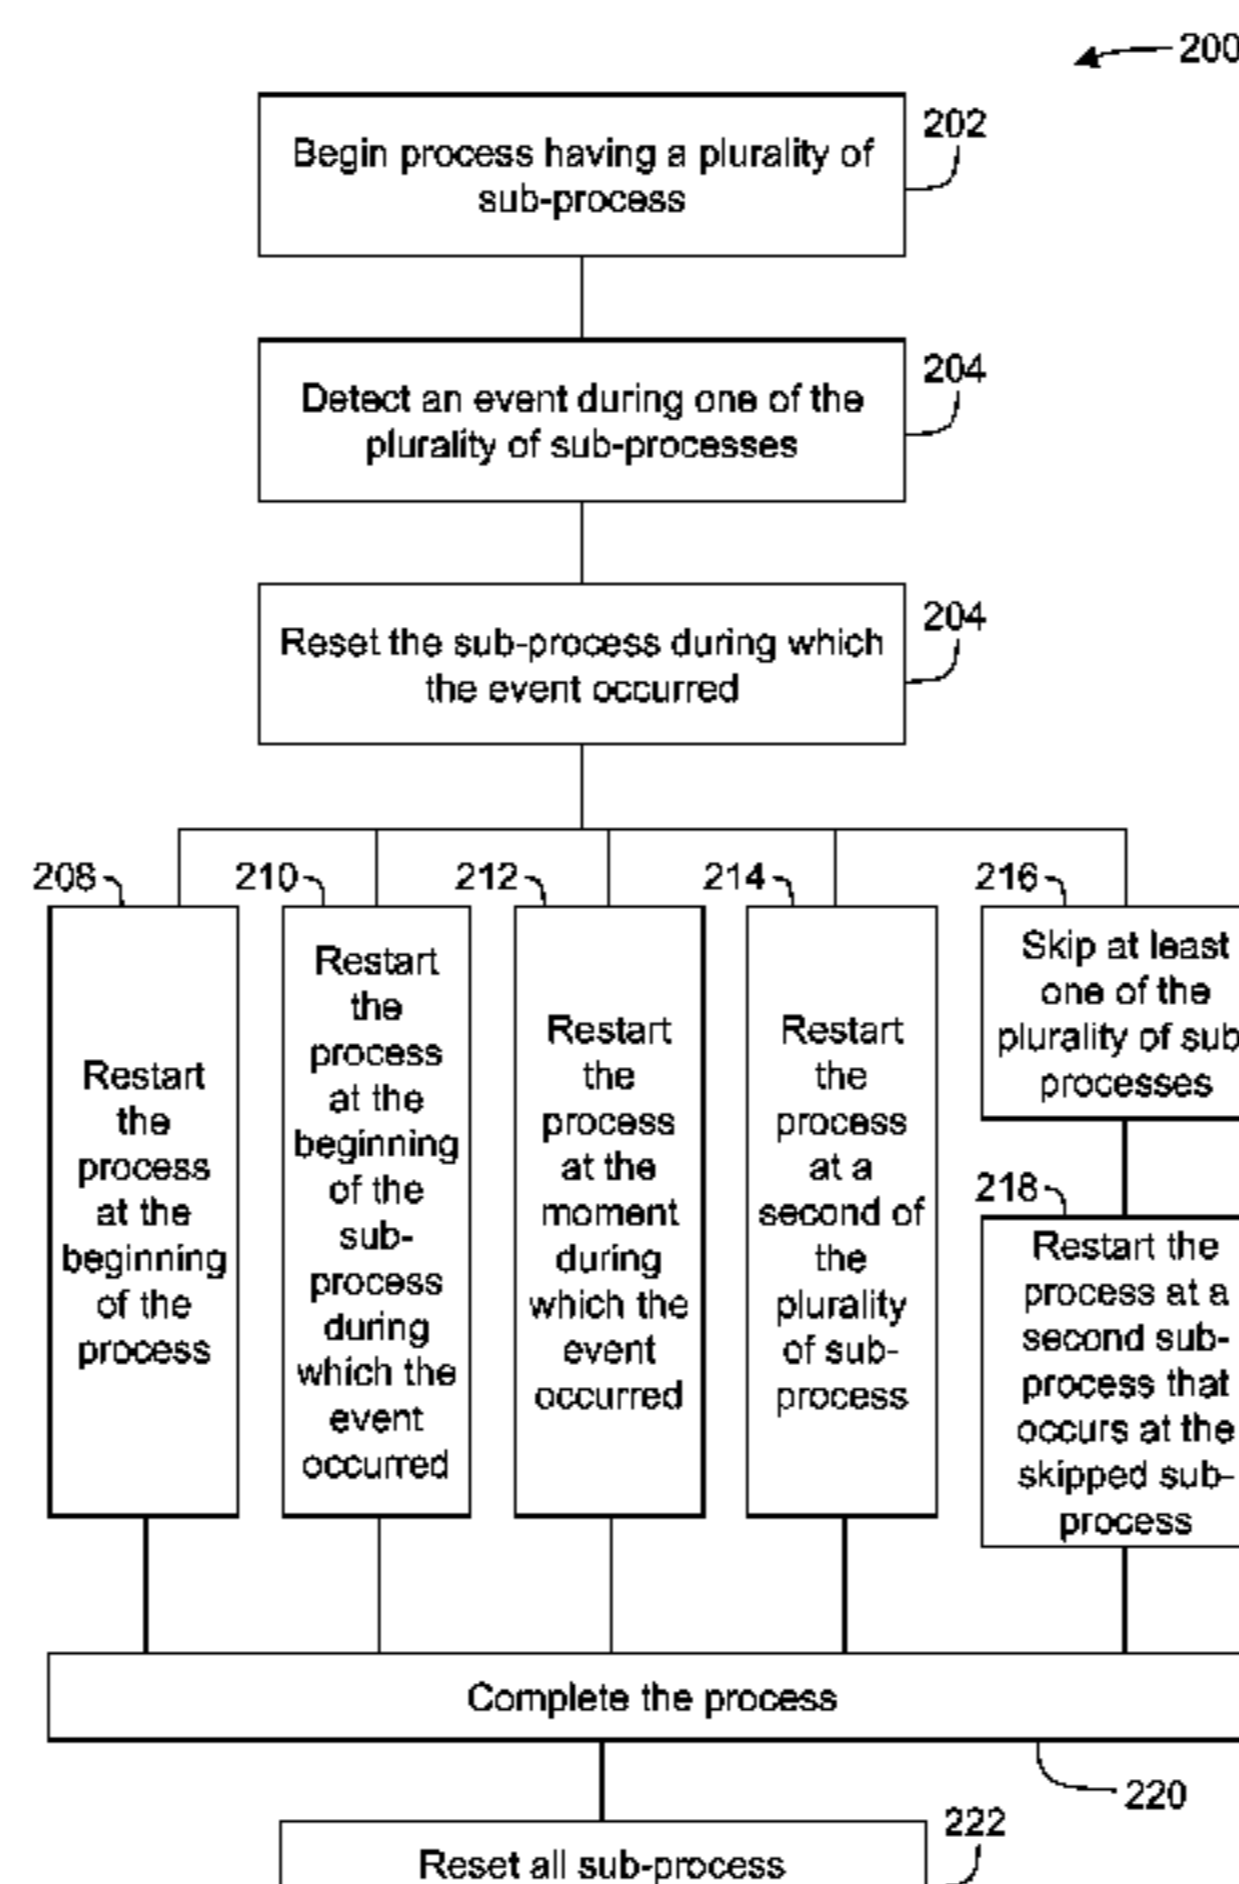 200
202
Begin process having a plurality of
sub-process
204
Detect an event during one of the
plurality of sub-processes
204
Reset the sub-process during which
the event occurred
208
Restart
the
process
at the
beginning
of the
process
210
Restart
the
process
at the
beginning
of the
sub-
process
during
which the
event
occurred
212
Restart
the
process
at the
moment
during
which the
event
occurred
214
Restart
the
process
at a
second of
the
plurality
of sub-
process
216
Skip at least
one of the
plurality of sub
processes
218
Restart the
process at a
second sub-
process that
occurs at the
skipped sub-
process
Complete the process
220
222
Reset all sub-process